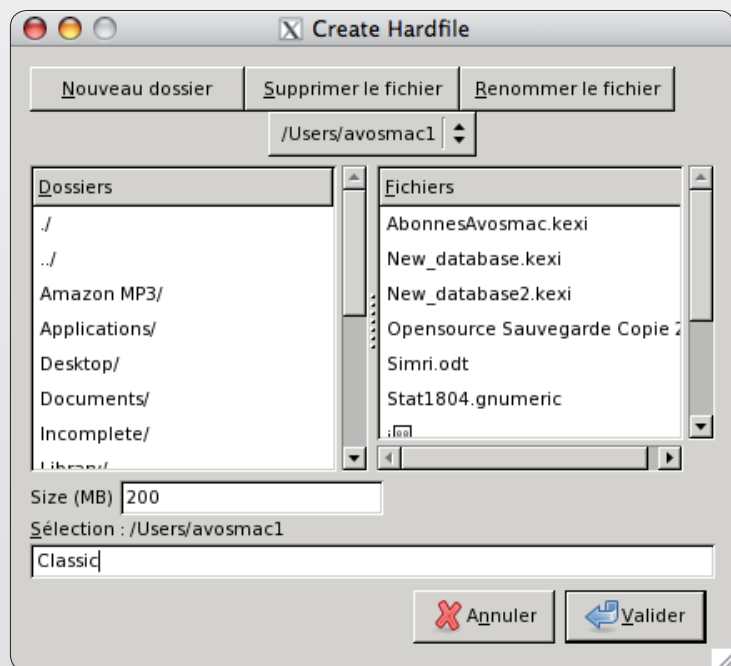 Create Hardfile
Nouveau dossier
Supprimer le fichier
Renommer le fichier
/Users/avosmac1
Dossiers
./
../
Amazon MP3/
Applications/
Desktop/
Documents/
Incomplete/
Library/
Fichiers
AbonnesAvosmac.kexi
New_database.kexi
New_database2.kexi
Opensource Sauvegarde Copie 2
Simri.odt
Stat1804.gnumeric
Size (MB) 200
Sélection : /Users/avosmac1
Classic
Annuler
Valider